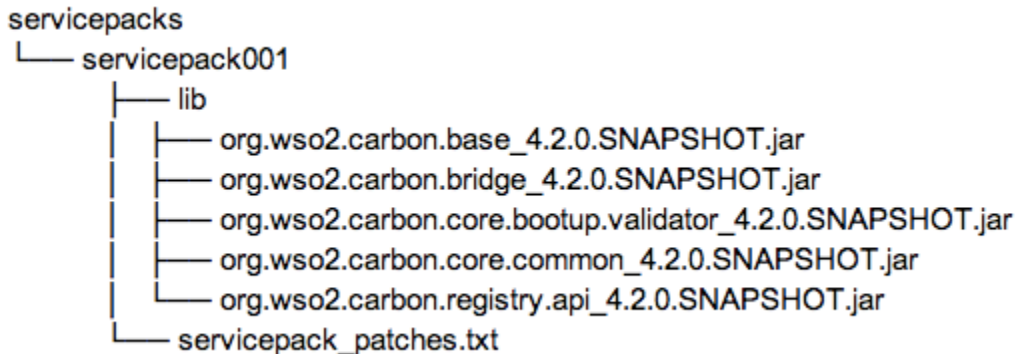 servicepacks
servicepack001
lib
org.wso2.carbon.base_4.2.0.SNAPSHOT.jar
org.wso2.carbon.bridge_4.2.0.SNAPSHOT.jar
org.wso2.carbon.core.bootup.validator_4.2.0.SNAPSHOT.jar
org.wso2.carbon.core.common_4.2.0.SNAPSHOT.jar
org.wso2.carbon.registry.api_4.2.0.SNAPSHOT.jar
servicepack_patches.txt